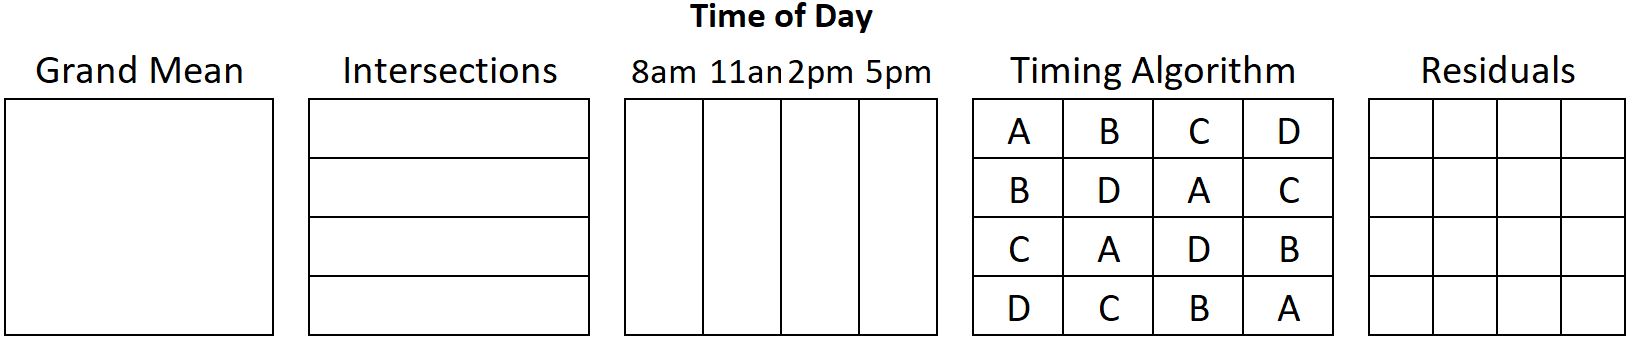 Time of Day
Grand Mean Intersections 8am 11an 2pm 5pm Timing Algorithm Residuals
A B C D
B D A C
C A D B
D C B A